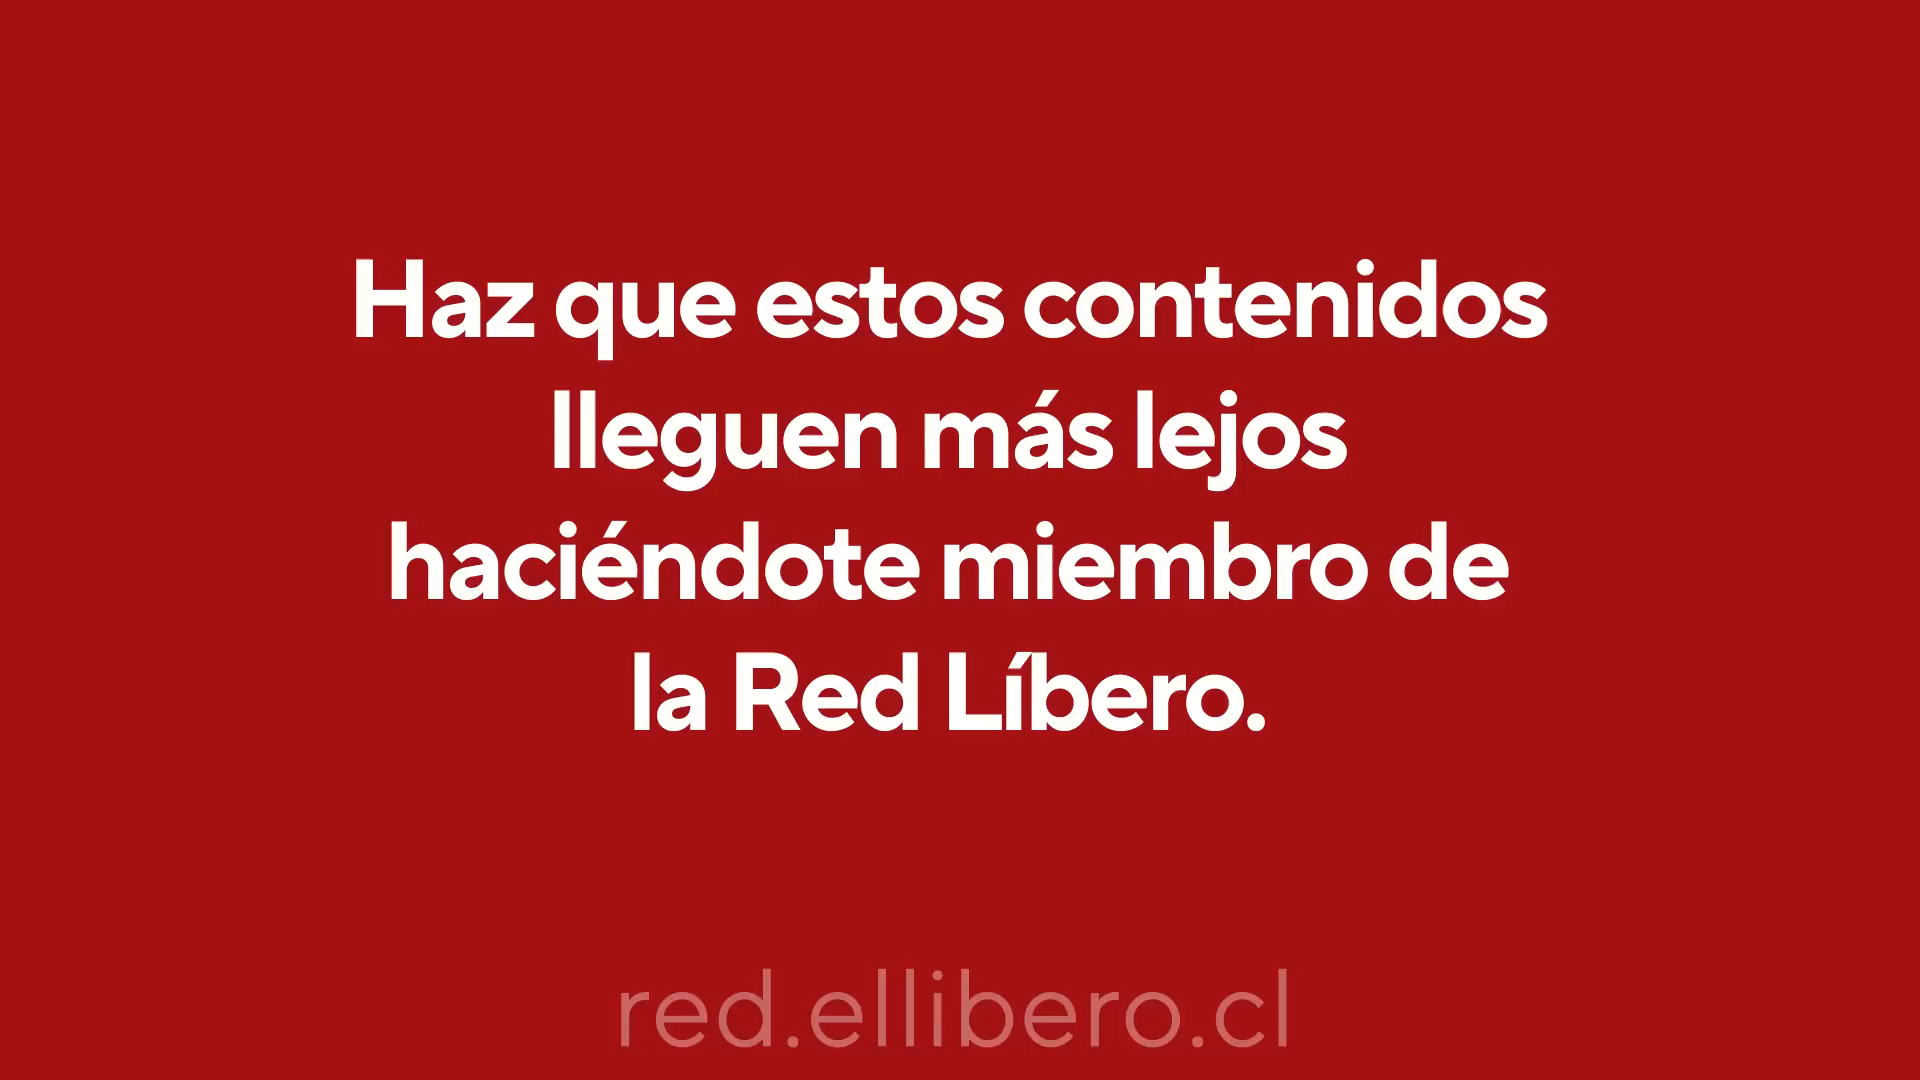 Haz que estos contenidos
lleguen más lejos
haciéndote miembro de
la Red Líbero.
red.ellibero.cl